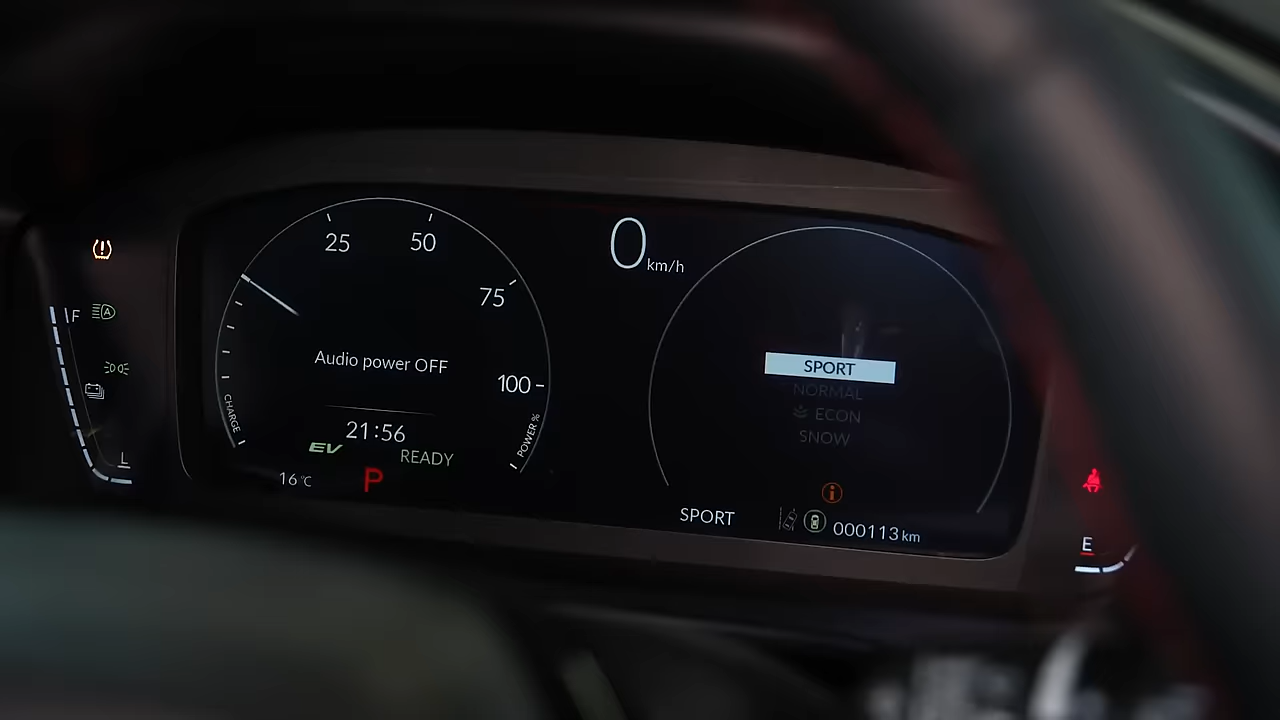 25
50
75
100
CHARGE
POWER %
Audio power OFF
21:56
EV
READY
16 °C
P
0 km/h
SPORT
NORMAL
ECON
SNOW
SPORT
000113 km
F
A
L
E